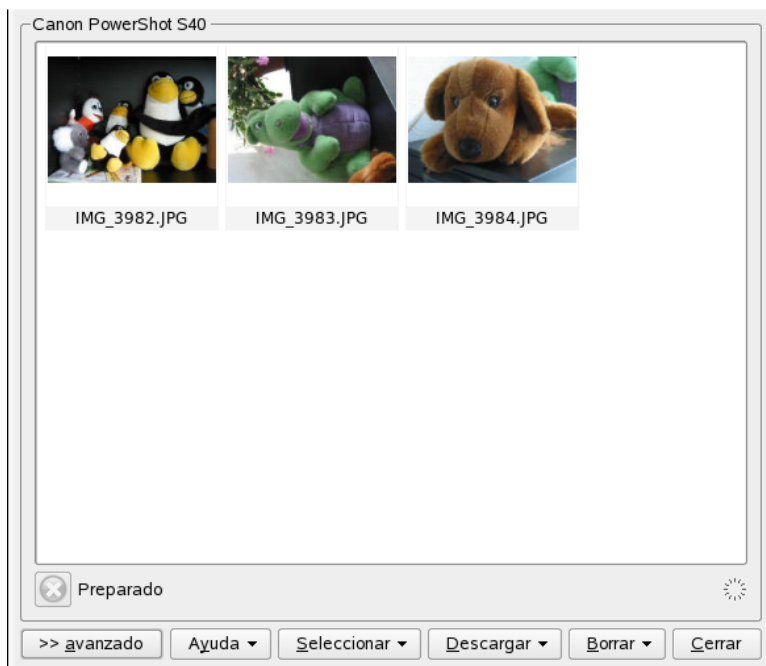 Canon PowerShot S40
IMG_3982.JPG IMG_3983.JPG IMG_3984.JPG
Preparado
>> avanzado Ayuda Seleccionar Descargar Borrar Cerrar